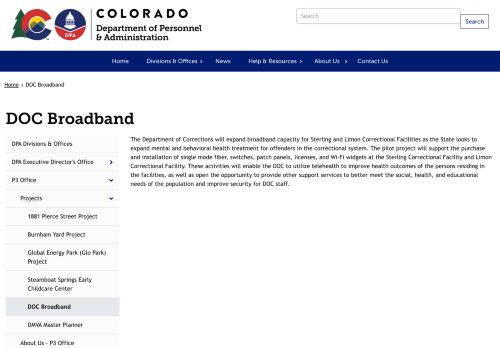 COLORADO
Department of Personnel
& Administration
DPA
Search
Search
Home
Divisions & Offices
News
Help & Resources
About Us
Contact Us
Home › DOC Broadband
DOC Broadband
DPA Divisions & Offices
DPA Executive Director's Office
P3 Office
Projects
1881 Pierce Street Project
Burnham Yard Project
Global Energy Park (Glo Park)
Project
Steamboat Springs Early
Childcare Center
DOC Broadband
DMVA Master Planner
About Us - P3 Office
The Department of Corrections will expand broadband capacity for Sterling and Limon Correctional Facilities as the State looks to
expand mental and behavioral health treatment for offenders in the correctional system. The pilot project will support the purchase
and installation of single mode fiber, switches, patch panels, licenses, and Wi-Fi widgets at the Sterling Correctional Facility and Limon
Correctional Facility. These activities will enable the DOC to utilize telehealth to improve health outcomes of the persons residing in
the facilities, as well as open the opportunity to provide other support services to better meet the social, health, and educational
needs of the population and improve security for DOC staff.